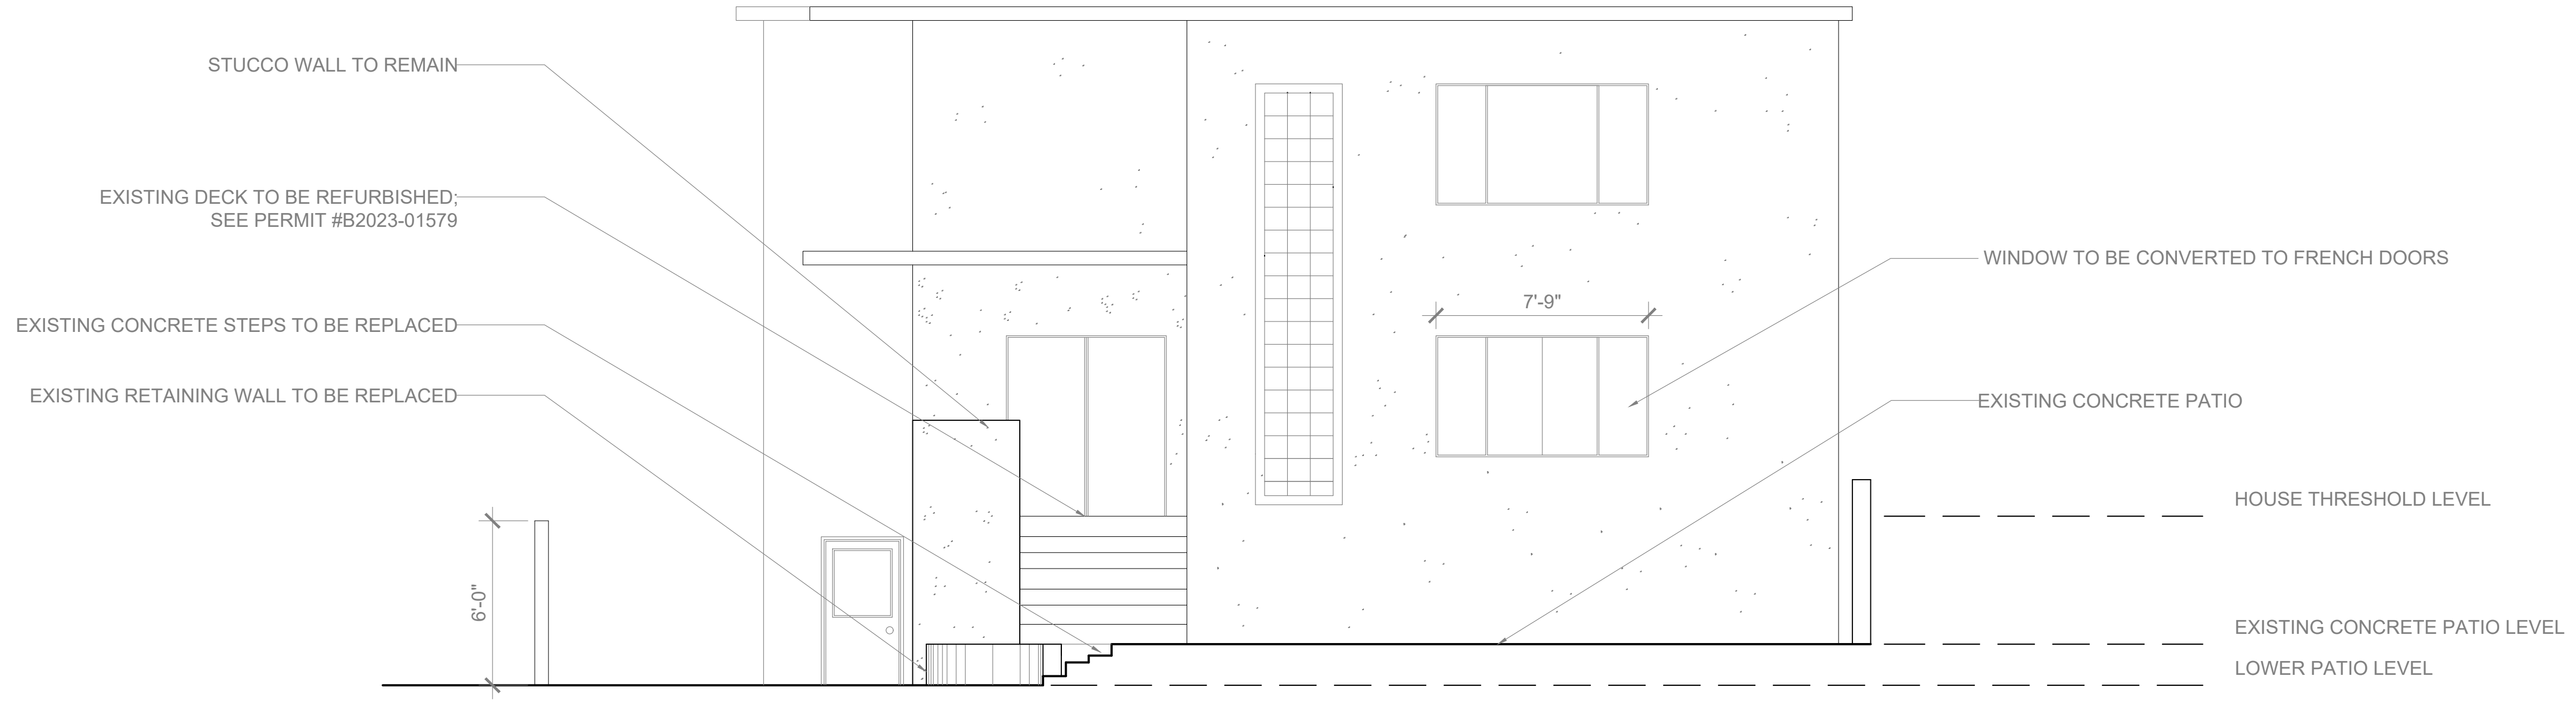 STUCCO WALL TO REMAIN
EXISTING DECK TO BE REFURBISHED;
SEE PERMIT #B2023-01579
EXISTING CONCRETE STEPS TO BE REPLACED
EXISTING RETAINING WALL TO BE REPLACED
6'-0"
7'-9"
WINDOW TO BE CONVERTED TO FRENCH DOORS
EXISTING CONCRETE PATIO
HOUSE THRESHOLD LEVEL
EXISTING CONCRETE PATIO LEVEL
LOWER PATIO LEVEL